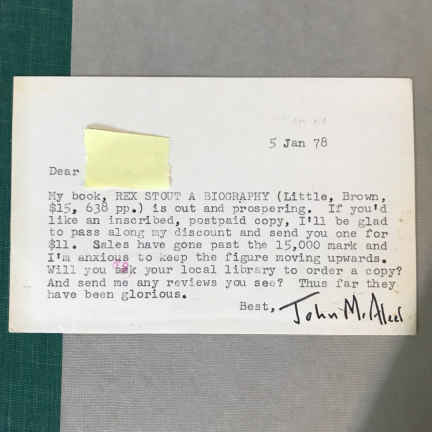 5 Jan 78
Dear
My book, REX STOUT A BIOGRAPHY (Little, Brown,
$15, 638 pp.) is out and prospering. If you'd
like an inscribed, postpaid copy, I'll be glad
to pass along my discount and send you one for
$11. Sales have gone past the 15,000 mark and
I'm anxious to keep the figure moving upwards.
Will you ask your local library to order a copy?
And send me any reviews you see? Thus far they
have been glorious.
Best, John McAleer